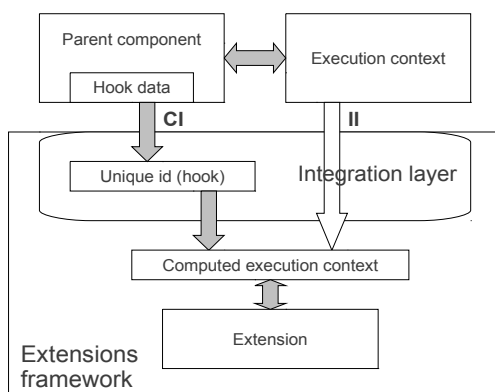 Parent component
Execution context
Hook data
CI
II
Unique id (hook)
Integration layer
Computed execution context
Extension
Extensions
framework